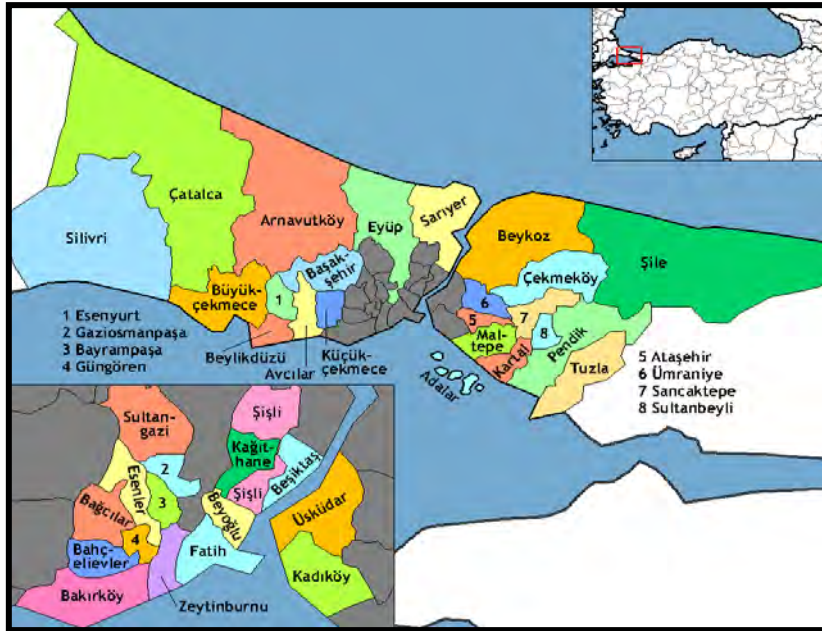 Çatalca
Silivri
Arnavutköy
Eyüp
Sarıyer
Beykoz
Şile
Çekmeköy
Başak-
şehir
Büyük-
çekmece
1
6
5
7
8
Mal-
tepe
Kartal
Pendik
Tuzla
Adalar
Beylikdüzü
Avcılar
Küçük-
çekmece
1 Esenyurt
2 Gaziosmanpaşa
3 Bayrampaşa
4 Güngören
5 Ataşehir
6 Ümraniye
7 Sancaktepe
8 Sultanbeyli
Sultan-
gazi
Şişli
Kağıt-
hane
Beşiktaş
Şişli
2
Esenler
3
Bağcılar
4
Beyoğlu
Üsküdar
Bahç-
elievler
Fatih
Kadıköy
Bakırköy
Zeytinburnu